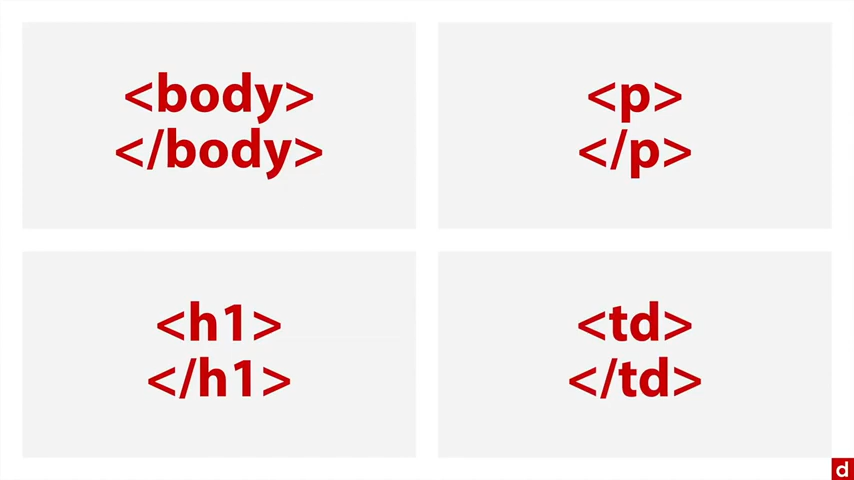 <body>
</body>
<p>
</p>
<h1>
</h1>
<td>
</td>
d